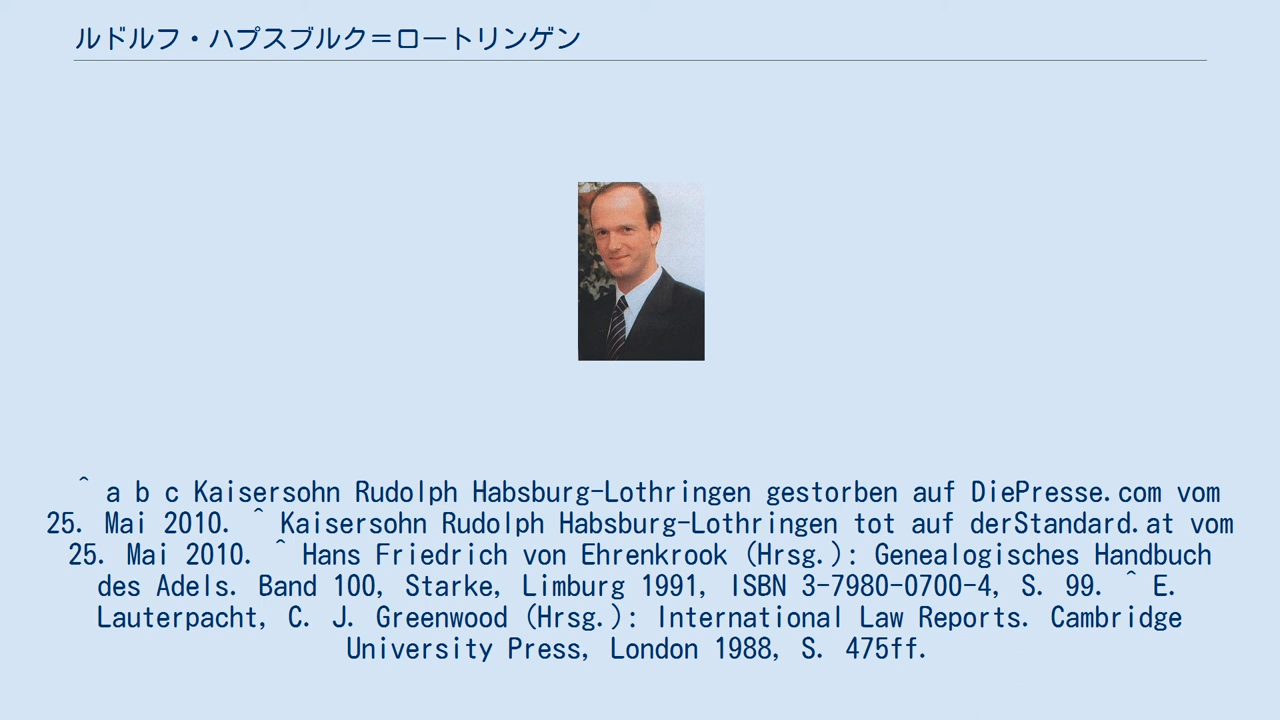 ルドルフ・ハプスブルク＝ロートリンゲン
^ a b c Kaisersohn Rudolph Habsburg-Lothringen gestorben auf DiePresse.com vom
25. Mai 2010. ^ Kaisersohn Rudolph Habsburg-Lothringen tot auf derStandard.at vom
25. Mai 2010. ^ Hans Friedrich von Ehrenkrook (Hrsg.): Genealogisches Handbuch
des Adels. Band 100, Starke, Limburg 1991, ISBN 3-7980-0700-4, S. 99. ^ E.
Lauterpacht, C. J. Greenwood (Hrsg.): International Law Reports. Cambridge
University Press, London 1988, S. 475ff.